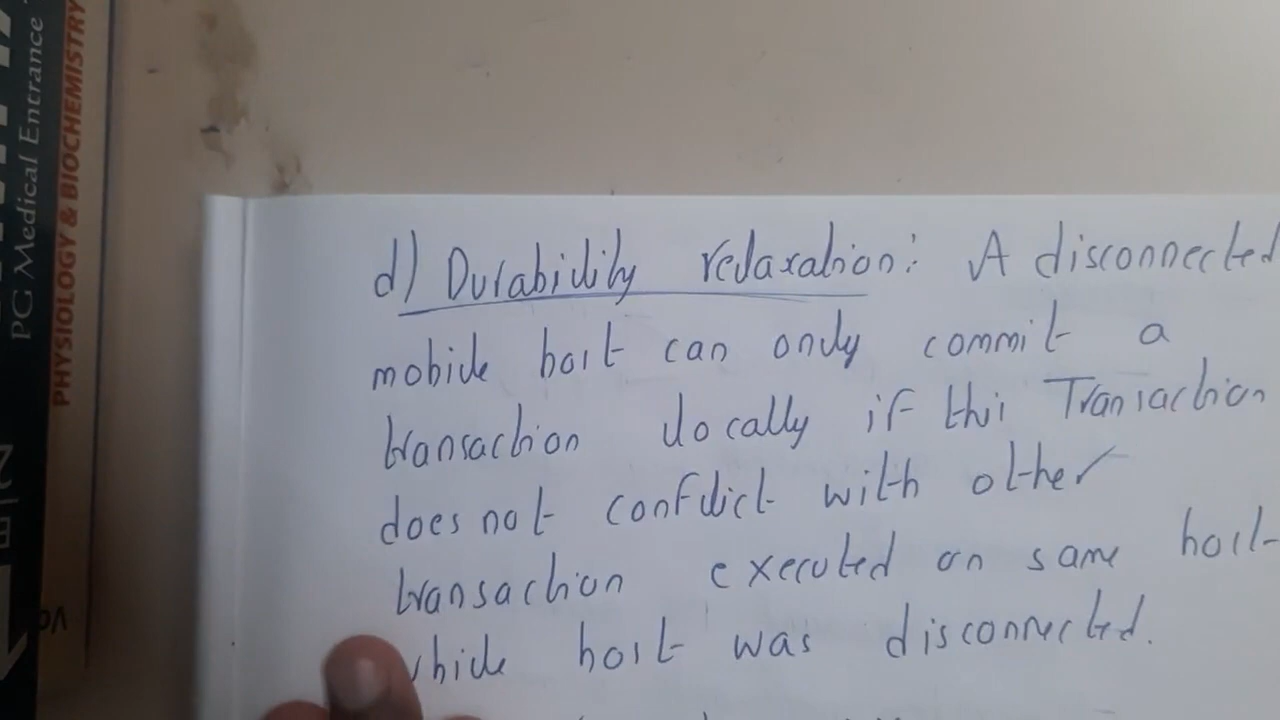 PG Medical Entrance
PHYSIOLOGY & BIOCHEMISTRY
d) Durability relaxation: A disconnected
mobile host can only commit a
transaction locally if this Transaction
does not conflict with other
transaction executed on same host
while host was disconnected.